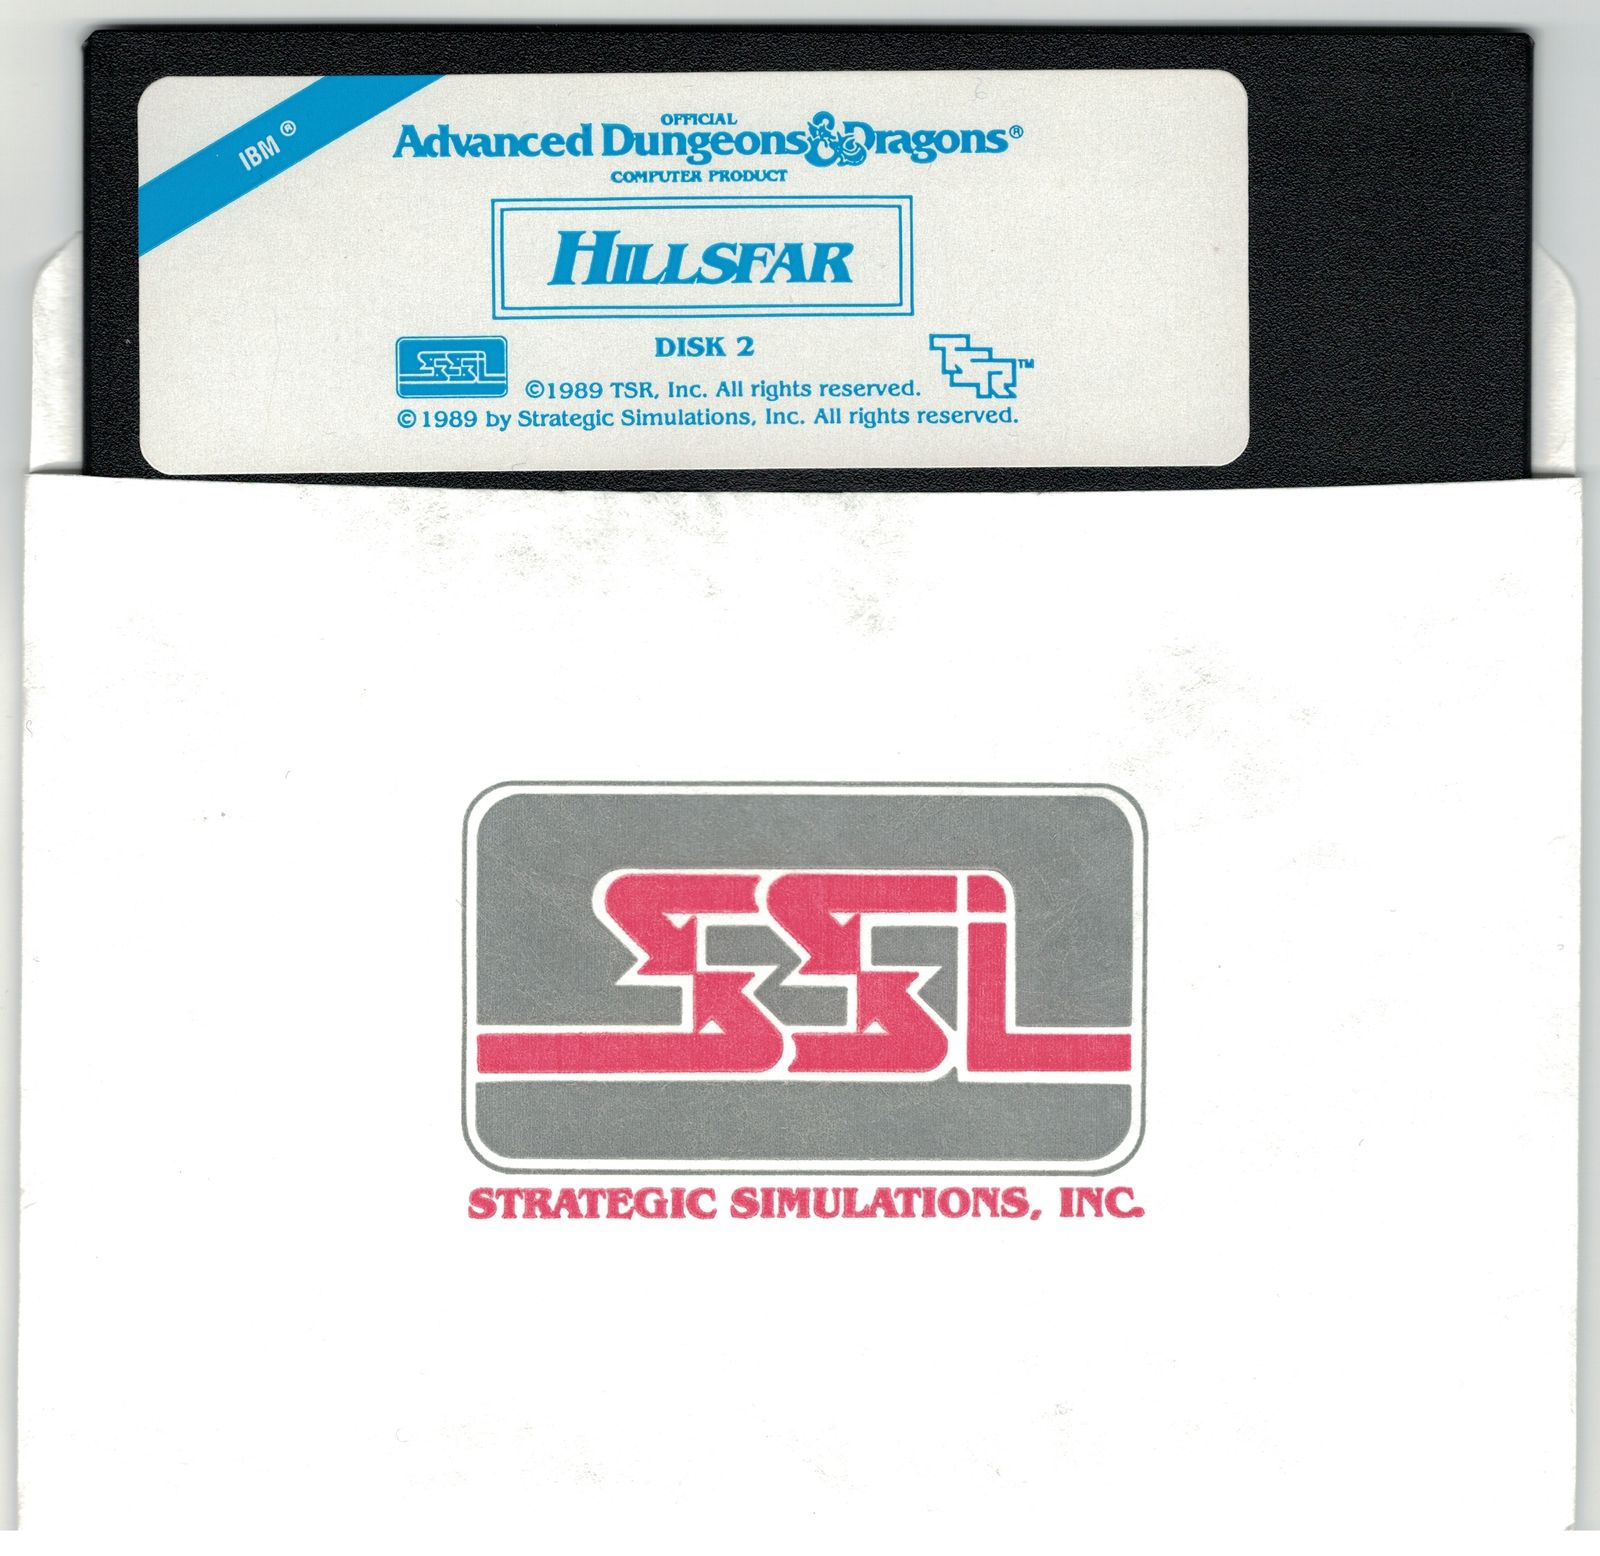 IBM®
OFFICIAL
Advanced Dungeons & Dragons®
COMPUTER PRODUCT
HILLSFAR
DISK 2
SSI
TSR™
©1989 TSR, Inc. All rights reserved.
©1989 by Strategic Simulations, Inc. All rights reserved.
SSI
STRATEGIC SIMULATIONS, INC.